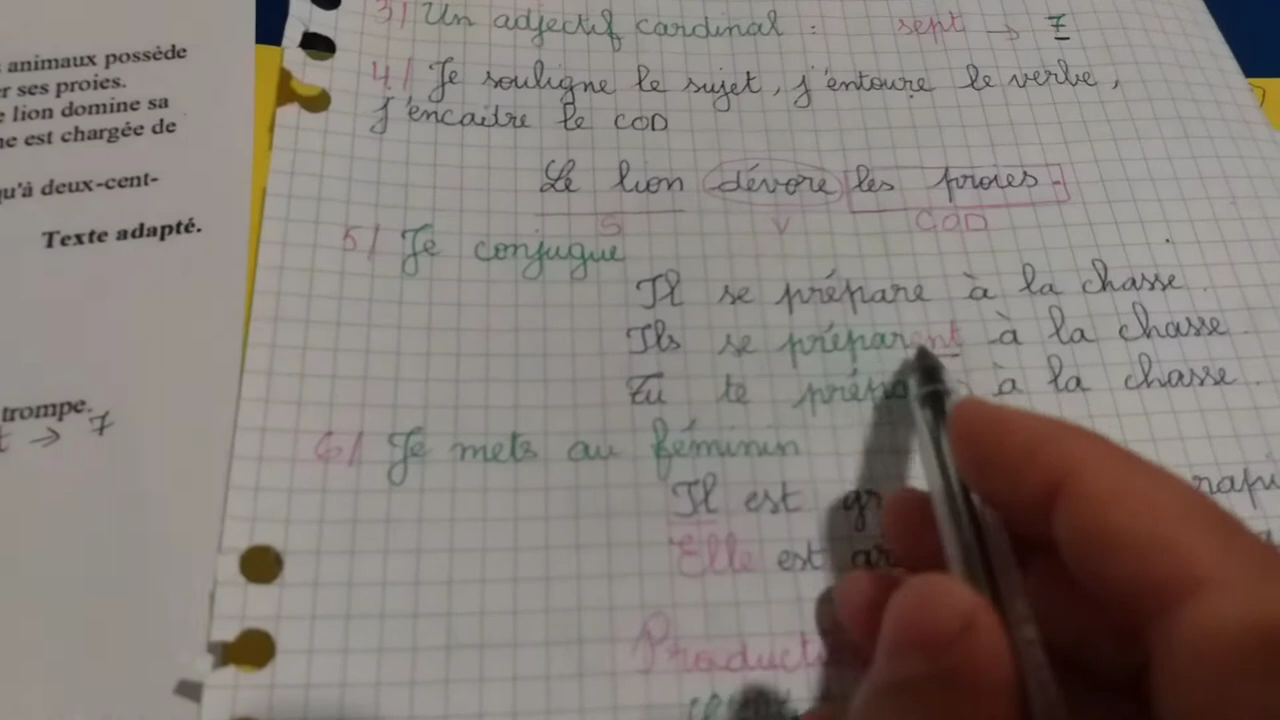 animaux possède
r ses proies.
e lion domine sa
ne est chargée de
qu'à deux-cent-
Texte adapté.
trompe.
t → 7
3/ Un adjectif cardinal : sept → 7
4/ Je souligne le sujet, j'entoure le verbe,
j'encadre le COD
Le lion dévore les proies.
S V COD
5/ Je conjugue
Il se prépare à la chasse.
Ils se préparent à la chasse
Tu te à la chasse.
6/ Je mets au féminin
Il est gr rapi
Elle est
Producti